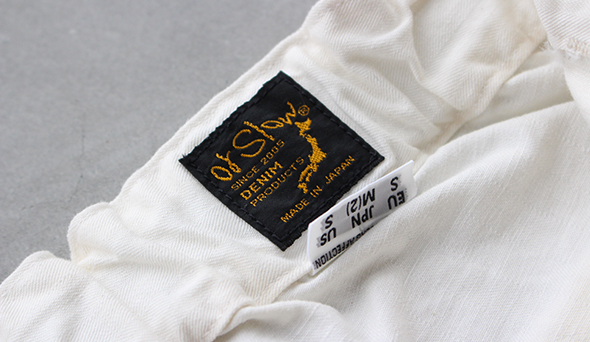 orSlow®
SINCE 2005
DENIM
PRODUCTS
MADE IN JAPAN
EU JPN US
S M(2) S